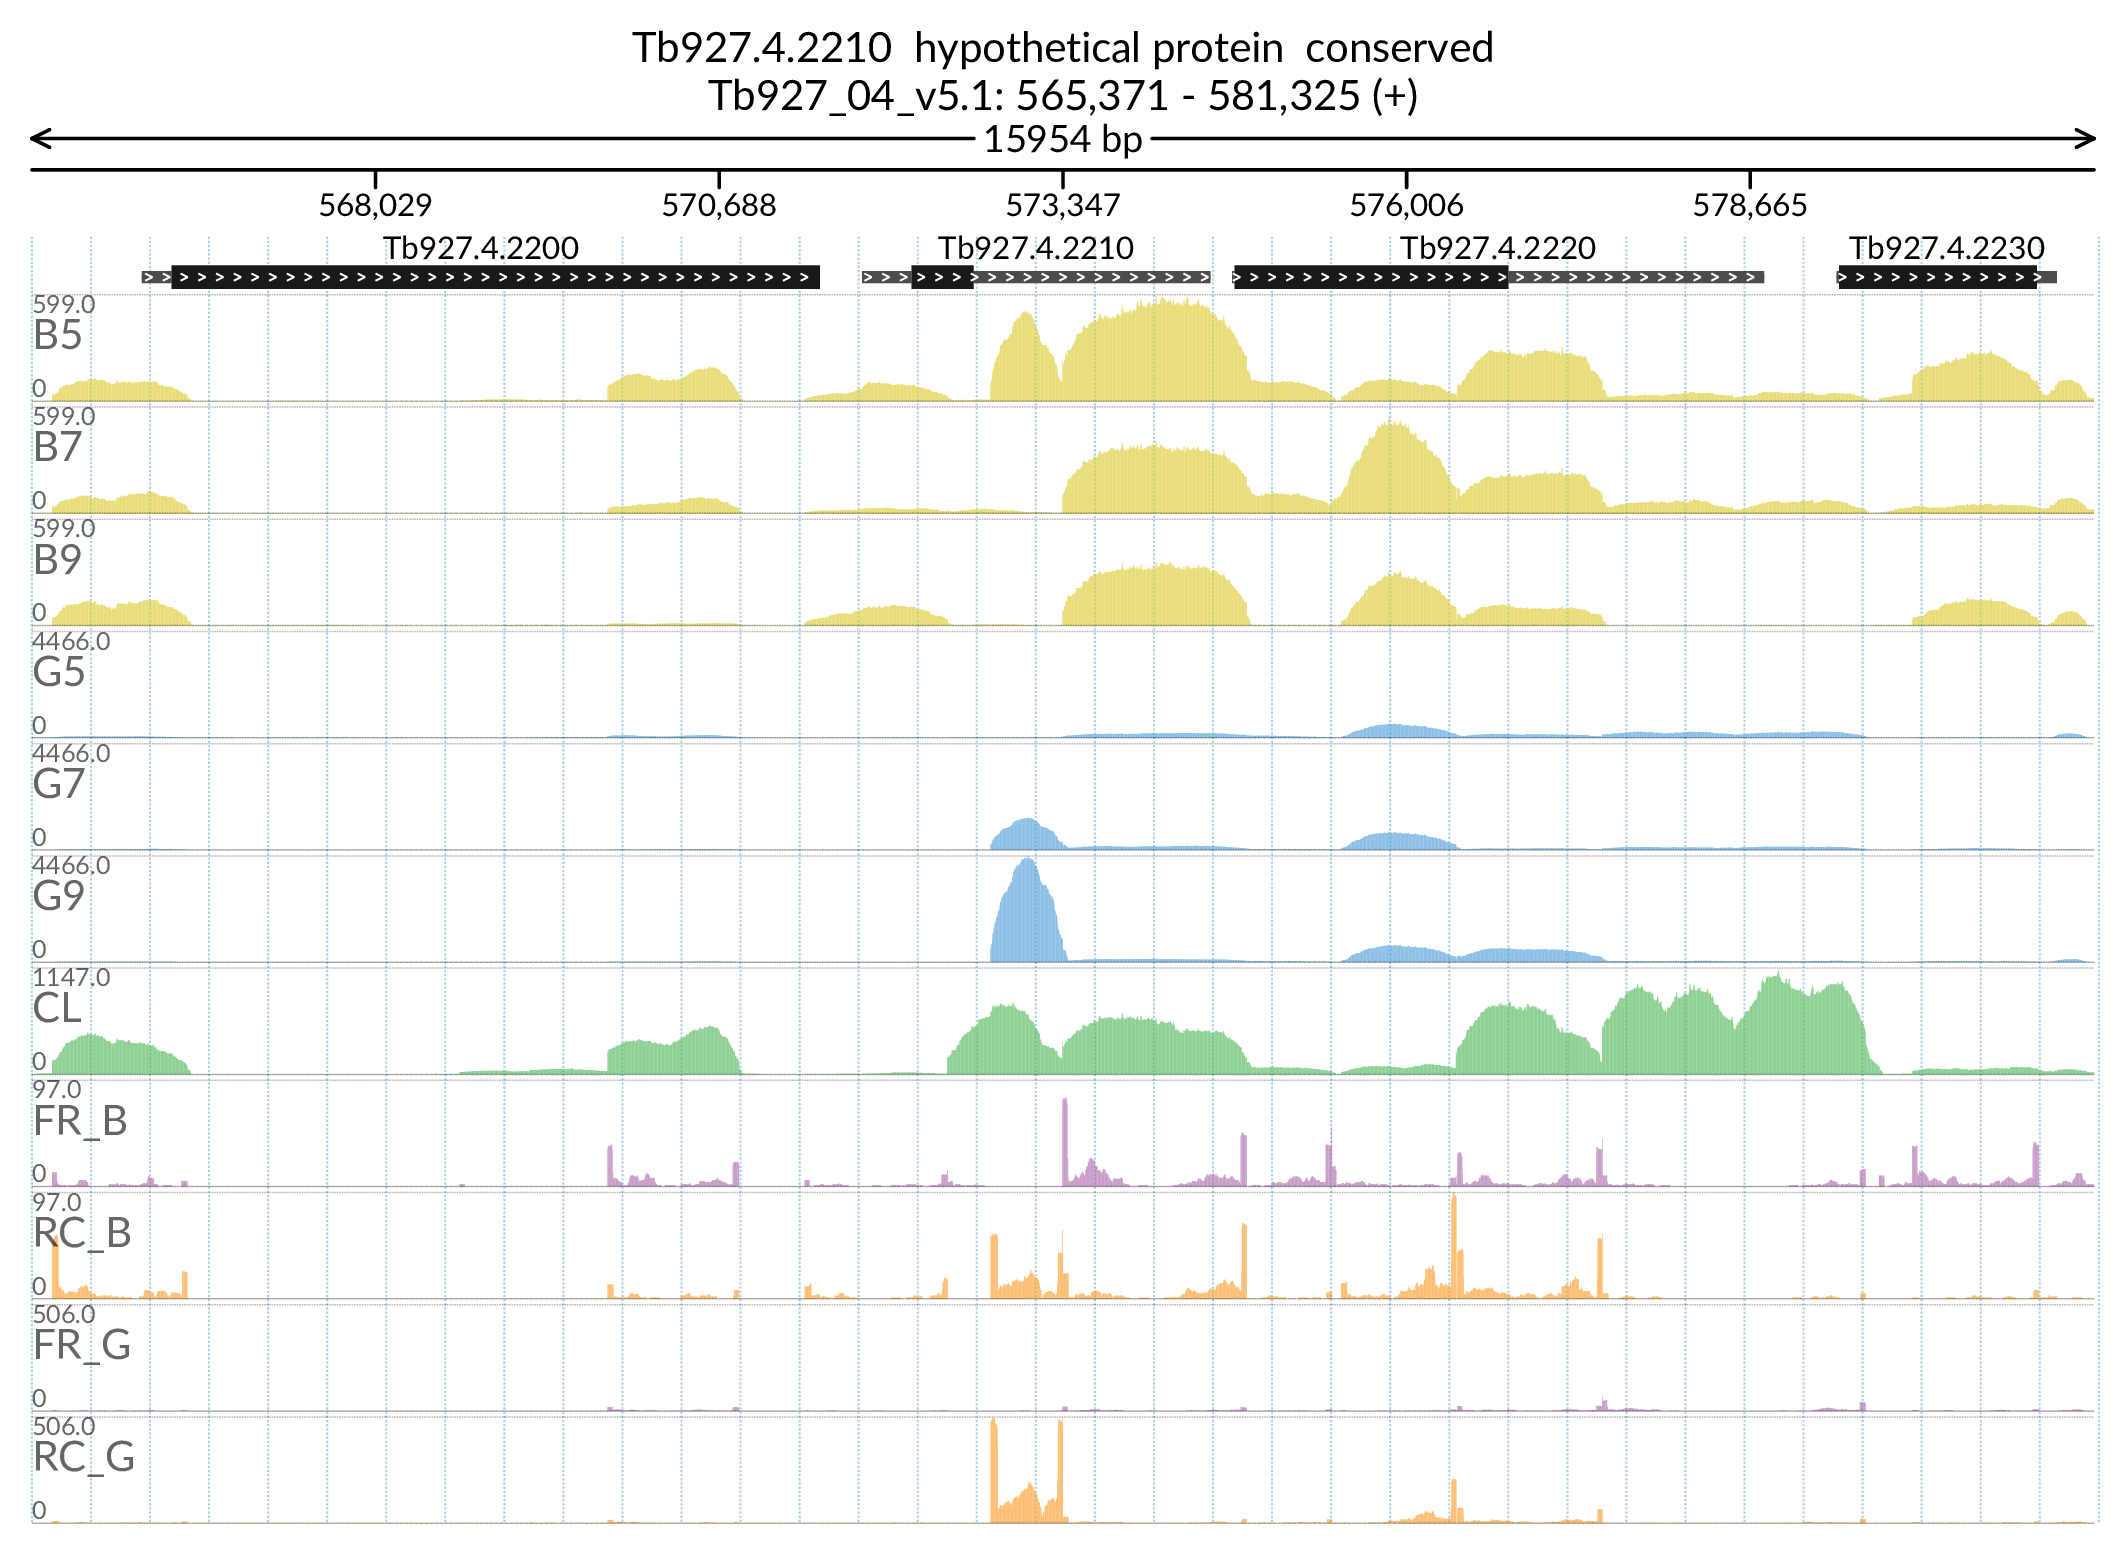 Tb927.4.2210  hypothetical protein  conserved
Tb927_04_v5.1: 565,371 - 581,325 (+)
15954 bp
568,029 570,688 573,347 576,006 578,665
Tb927.4.2200 Tb927.4.2210 Tb927.4.2220 Tb927.4.2230
599.0
B5
0
599.0
B7
0
599.0
B9
0
4466.0
G5
0
4466.0
G7
0
4466.0
G9
0
1147.0
CL
0
97.0
FR_B
0
97.0
RC_B
0
506.0
FR_G
0
506.0
RC_G
0